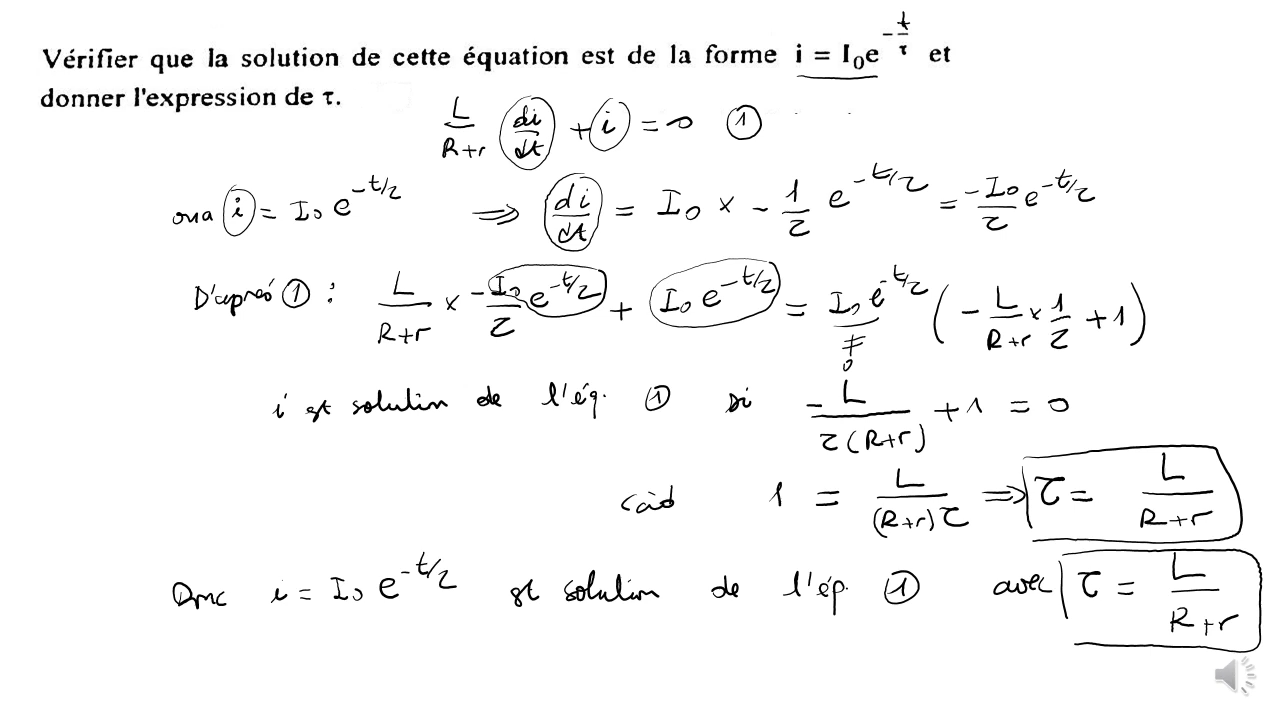 Vérifier que la solution de cette équation est de la forme i = I₀e^(-t/τ) et
donner l'expression de τ.
L/(R+r) di/dt + i = 0 ①
ona i = I₀ e^(-t/τ) ⟹ di/dt = I₀ × - 1/τ e^(-t/τ) = -I₀/τ e^(-t/τ)
D'après ① : L/(R+r) × -I₀/τ e^(-t/τ) + I₀ e^(-t/τ) = I₀ e^(-t/τ) ( - L/(R+r) × 1/τ + 1 )
≠ 0
i est solution de l'éq. ① si -L/(τ(R+r)) + 1 = 0
càd 1 = L/((R+r)τ) ⟹ τ = L/(R+r)
Donc i = I₀ e^(-t/τ) est solution de l'éq. ① avec τ = L/(R+r)